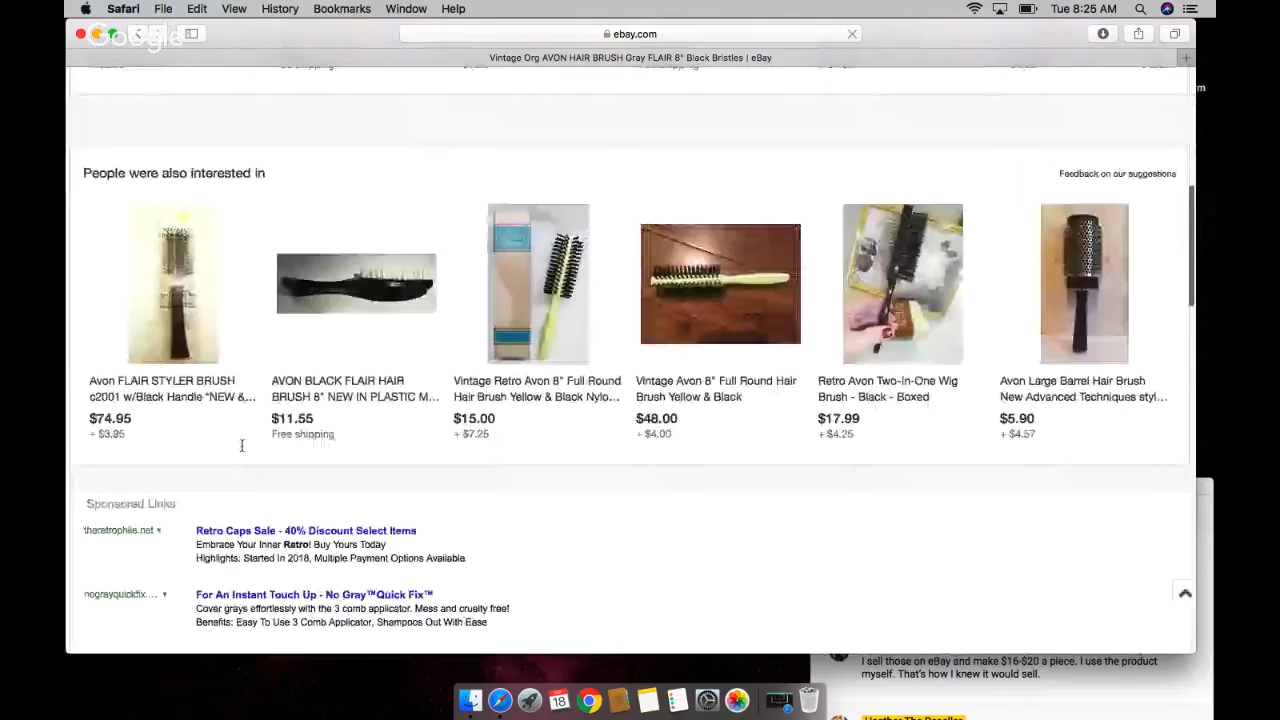 Safari File Edit View History Bookmarks Window Help Tue 8:25 AM
Google
ebay.com
Vintage Org AVON HAIR BRUSH Gray FLAIR 8" Black Bristles | eBay
People were also interested in
Feedback on our suggestions
Avon FLAIR STYLER BRUSH
c2001 w/Black Handle "NEW &...
$74.95
+ $3.95
AVON BLACK FLAIR HAIR
BRUSH 8" NEW IN PLASTIC M...
$11.55
Free shipping
Vintage Retro Avon 8" Full Round
Hair Brush Yellow & Black Nylo...
$15.00
+ $7.25
Vintage Avon 8" Full Round Hair
Brush Yellow & Black
$48.00
+ $4.00
Retro Avon Two-In-One Wig
Brush - Black - Boxed
$17.99
+ $4.25
Avon Large Barrel Hair Brush
New Advanced Techniques styl...
$5.90
+ $4.57
Sponsored Links
theretrophile.net
Retro Caps Sale - 40% Discount Select Items
Embrace Your Inner Retro! Buy Yours Today
Highlights: Started In 2018, Multiple Payment Options Available
nograyquickfix....
For An Instant Touch Up - No Gray™Quick Fix™
Cover grays effortlessly with the 3 comb applicator. Mess and cruelty free!
Benefits: Easy To Use 3 Comb Applicator, Shampoos Out With Ease
I sell those on eBay and make $16-$20 a piece. I use the product
myself. That's how I knew it would sell.
18